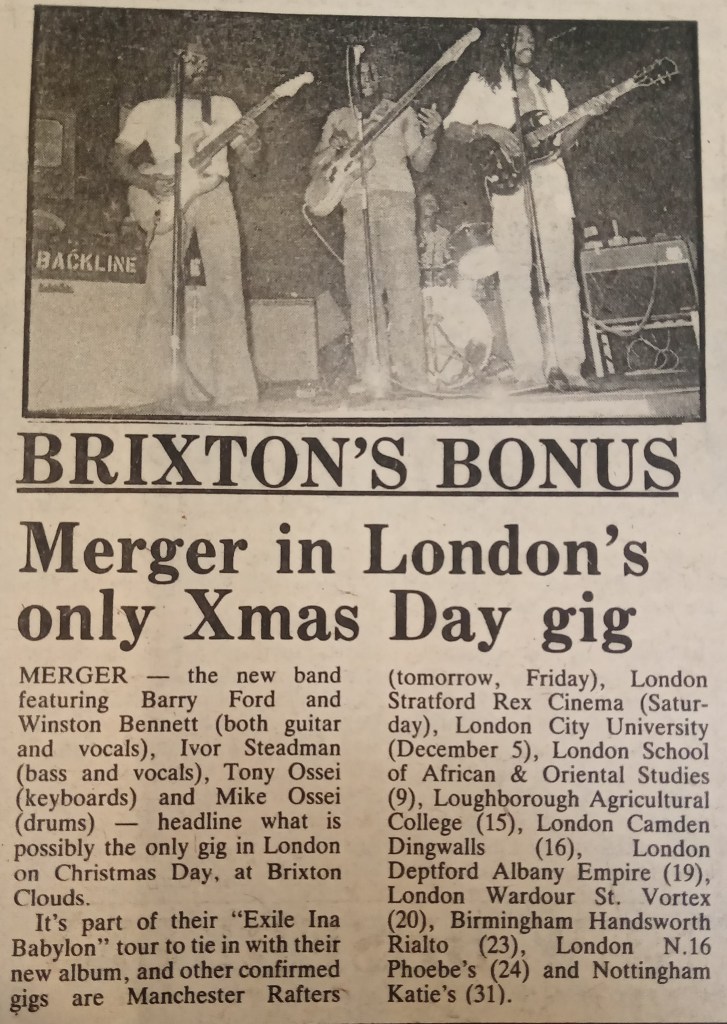 BACKLINE
BRIXTON'S BONUS
Merger in London's
only Xmas Day gig
MERGER — the new band
featuring Barry Ford and
Winston Bennett (both guitar
and vocals), Ivor Steadman
(bass and vocals), Tony Ossei
(keyboards) and Mike Ossei
(drums) — headline what is
possibly the only gig in London
on Christmas Day, at Brixton
Clouds.
It's part of their "Exile Ina
Babylon" tour to tie in with their
new album, and other confirmed
gigs are Manchester Rafters
(tomorrow, Friday), London
Stratford Rex Cinema (Satur-
day), London City University
(December 5), London School
of African & Oriental Studies
(9), Loughborough Agricultural
College (15), London Camden
Dingwalls (16), London
Deptford Albany Empire (19),
London Wardour St. Vortex
(20), Birmingham Handsworth
Rialto (23), London N.16
Phoebe's (24) and Nottingham
Katie's (31).